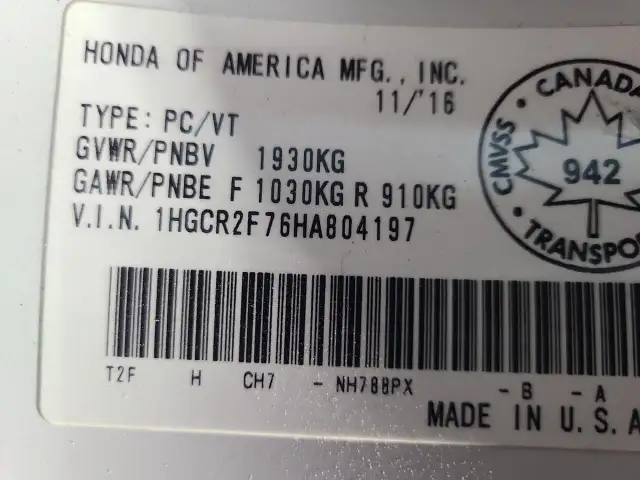 HONDA OF AMERICA MFG., INC.
11/'16
TYPE: PC/VT
GVWR/PNBV 1930KG
GAWR/PNBE F 1030KG R 910KG
V.I.N. 1HGCR2F76HA804197
CANADA
CMVSS
942
TRANSPO
T2F H CH7 - NH788PX - B - A
MADE IN U.S.A